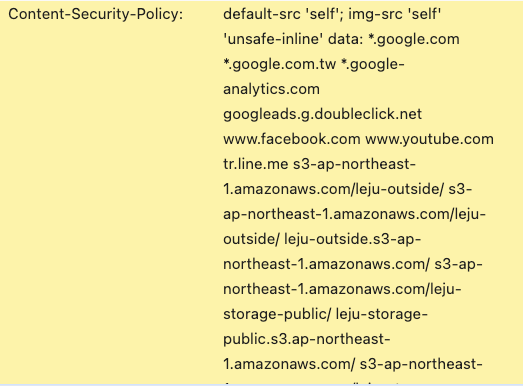 Content-Security-Policy: default-src 'self'; img-src 'self'
'unsafe-inline' data: *.google.com
*.google.com.tw *.google-
analytics.com
googleads.g.doubleclick.net
www.facebook.com www.youtube.com
tr.line.me s3-ap-northeast-
1.amazonaws.com/leju-outside/ s3-
ap-northeast-1.amazonaws.com/leju-
outside/ leju-outside.s3-ap-
northeast-1.amazonaws.com/ s3-ap-
northeast-1.amazonaws.com/leju-
storage-public/ leju-storage-
public.s3.ap-northeast-
1.amazonaws.com/ s3-ap-northeast-